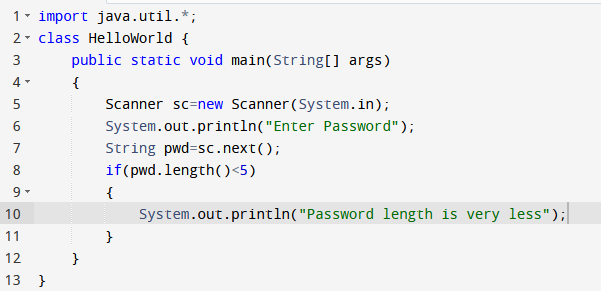 1 import java.util.*;
2 class HelloWorld {
3     public static void main(String[] args)
4     {
5         Scanner sc=new Scanner(System.in);
6         System.out.println("Enter Password");
7         String pwd=sc.next();
8         if(pwd.length()<5)
9         {
10             System.out.println("Password length is very less");
11         }
12     }
13 }